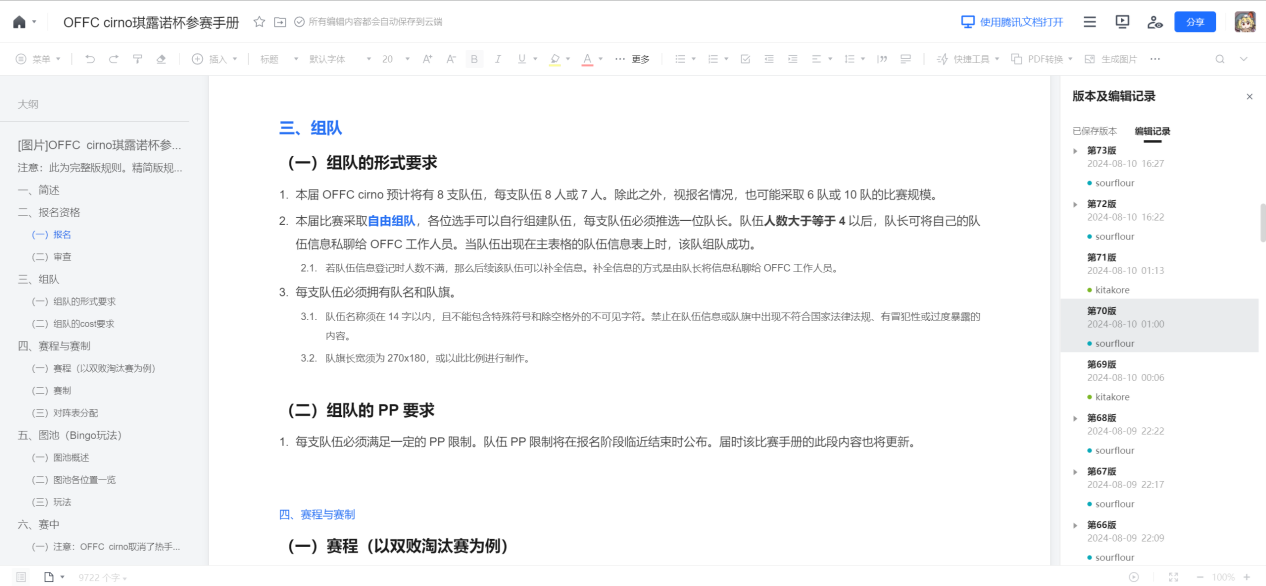 OFFC cirno琪露诺杯参赛手册
所有编辑内容都会自动保存到云端
使用腾讯文档打开
分享
菜单
插入
标题
默认字体
20
A+
A-
B
I
U
A
更多
快捷工具
PDF转换
生成图片
大纲
[图片]OFFC cirno琪露诺杯参...
注意：此为完整版规则。精简版规...
一、简述
二、报名资格
（一）报名
（二）审查
三、组队
（一）组队的形式要求
（二）组队的cost要求
四、赛程与赛制
（一）赛程（以双败淘汰赛为例）
（二）赛制
（三）对阵表分配
五、图池（Bingo玩法）
（一）图池概述
（二）图池各位置一览
（三）玩法
六、赛中
（一）注意：OFFC cirno取消了热手...
三、组队
（一）组队的形式要求
1. 本届 OFFC cirno 预计将有 8 支队伍，每支队伍 8 人或 7 人。除此之外，视报名情况，也可能采取 6 队或 10 队的比赛规模。
2. 本届比赛采取自由组队，各位选手可以自行组建队伍，每支队伍必须推选一位队长。队伍人数大于等于 4 以后，队长可将自己的队
伍信息私聊给 OFFC 工作人员。当队伍出现在主表格的队伍信息表上时，该队组队成功。
2.1. 若队伍信息登记时人数不满，那么后续该队伍可以补全信息。补全信息的方式是由队长将信息私聊给 OFFC 工作人员。
3. 每支队伍必须拥有队名和队旗。
3.1. 队伍名称须在 14 字以内，且不能包含特殊符号和除空格外的不可见字符。禁止在队伍信息或队旗中出现不符合国家法律法规、有冒犯性或过度暴露的
内容。
3.2. 队旗长宽须为 270x180，或以此比例进行制作。
（二）组队的 PP 要求
1. 每支队伍必须满足一定的 PP 限制。队伍 PP 限制将在报名阶段临近结束时公布。届时该比赛手册的此段内容也将更新。
四、赛程与赛制
（一）赛程（以双败淘汰赛为例）
版本及编辑记录
已保存版本
编辑记录
第73版
2024-08-10 16:27
sourflour
第72版
2024-08-10 16:22
sourflour
第71版
2024-08-10 01:13
kitakore
第70版
2024-08-10 01:00
sourflour
第69版
2024-08-10 00:06
kitakore
第68版
2024-08-09 22:22
sourflour
第67版
2024-08-09 22:17
sourflour
第66版
2024-08-09 22:09
sourflour
9722 个字
100%